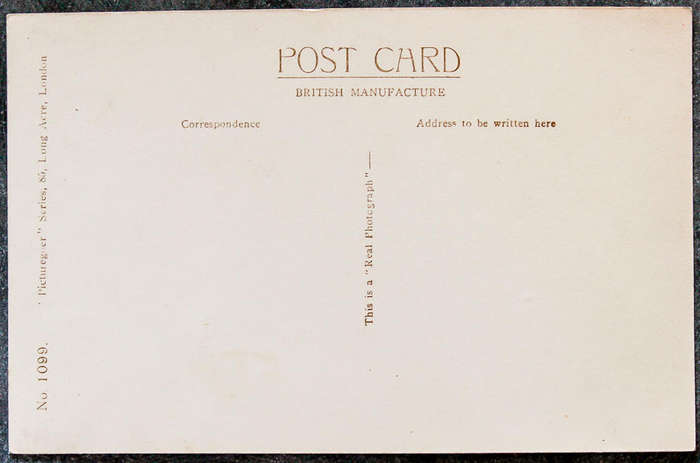 POST CARD
BRITISH MANUFACTURE
Correspondence
Address to be written here
This is a "Real Photograph"—
No 1099. "Picturegoer" Series, 85, Long Acre, London